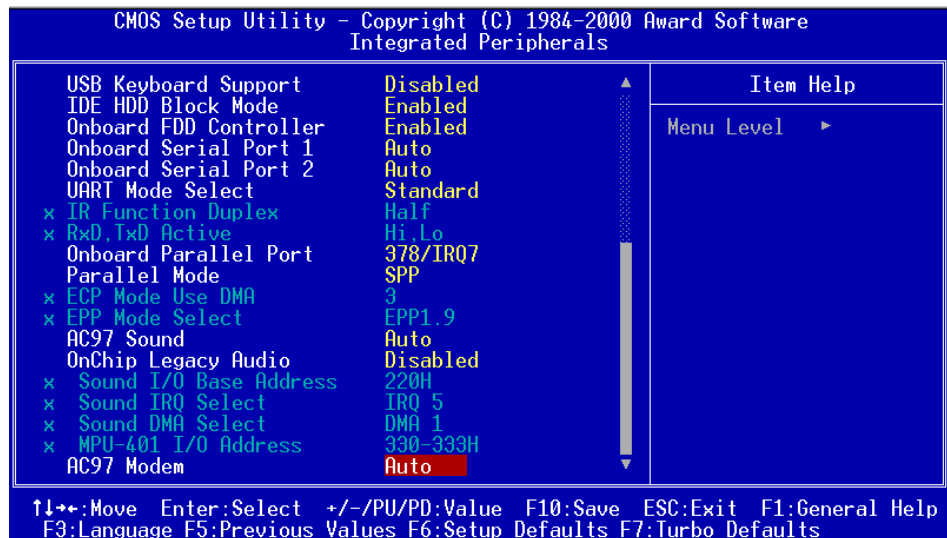 CMOS Setup Utility - Copyright (C) 1984-2000 Award Software
Integrated Peripherals
USB Keyboard Support Disabled
IDE HDD Block Mode Enabled
Onboard FDD Controller Enabled
Onboard Serial Port 1 Auto
Onboard Serial Port 2 Auto
UART Mode Select Standard
x IR Function Duplex Half
x RxD,TxD Active Hi,Lo
Onboard Parallel Port 378/IRQ7
Parallel Mode SPP
x ECP Mode Use DMA 3
x EPP Mode Select EPP1.9
AC97 Sound Auto
OnChip Legacy Audio Disabled
x Sound I/O Base Address 220H
x Sound IRQ Select IRQ 5
x Sound DMA Select DMA 1
x MPU-401 I/O Address 330-333H
AC97 Modem Auto
Item Help
Menu Level ►
↑↓→←:Move Enter:Select +/-/PU/PD:Value F10:Save ESC:Exit F1:General Help
F3:Language F5:Previous Values F6:Setup Defaults F7:Turbo Defaults